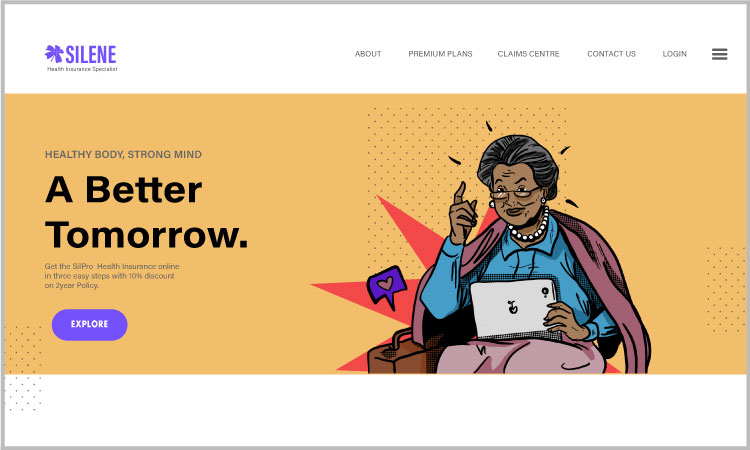 SILENE
Health Insurance Specialist
ABOUT
PREMIUM PLANS
CLAIMS CENTRE
CONTACT US
LOGIN
HEALTHY BODY, STRONG MIND
A Better
Tomorrow.
Get the SilPro Health Insurance online
in three easy steps with 10% discount
on 2year Policy.
EXPLORE